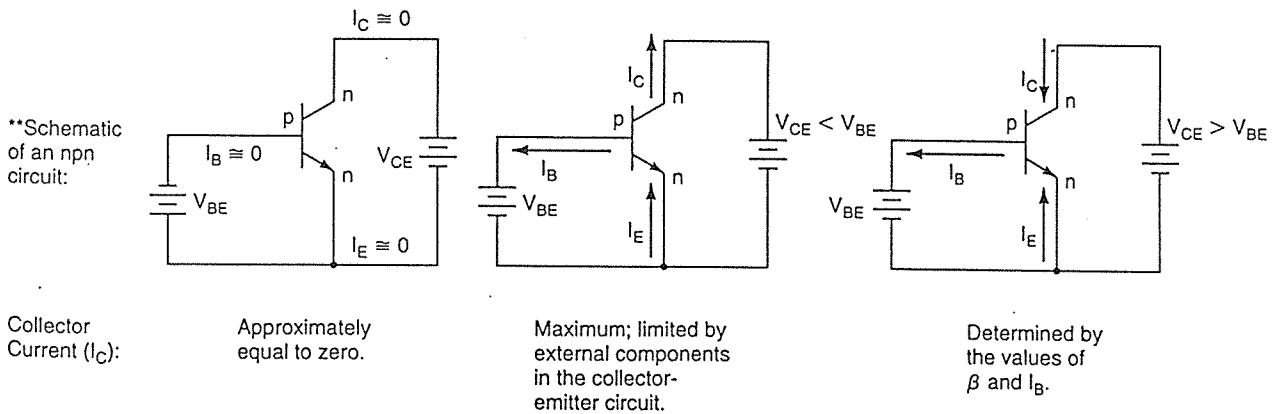 I_C ≅ 0
**Schematic
of an npn
circuit:
p
n
n
I_B ≅ 0
V_BE
V_CE
I_E ≅ 0
I_C
n
p
I_B
n
V_BE
I_E
V_CE < V_BE
I_C
n
p
I_B
n
V_BE
I_E
V_CE > V_BE
Collector
Current (I_C):
Approximately
equal to zero.
Maximum; limited by
external components
in the collector-
emitter circuit.
Determined by
the values of
β and I_B.